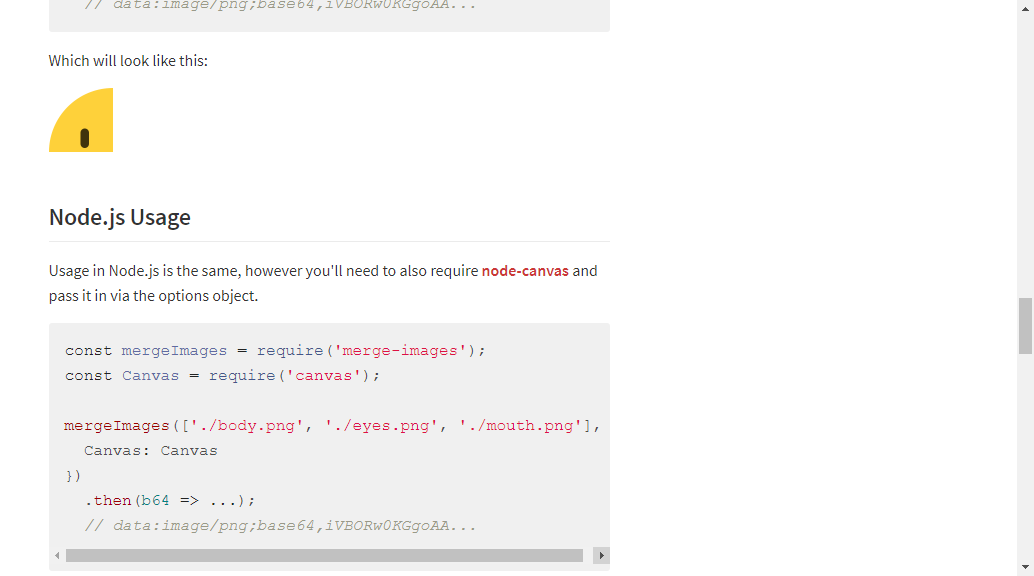 // data:image/png;base64,iVBORw0KGgoAA...
Which will look like this:
Node.js Usage
Usage in Node.js is the same, however you'll need to also require node-canvas and
pass it in via the options object.
const mergeImages = require('merge-images');
const Canvas = require('canvas');
mergeImages(['./body.png', './eyes.png', './mouth.png'],
Canvas: Canvas
})
.then(b64 => ...);
// data:image/png;base64,iVBORw0KGgoAA...